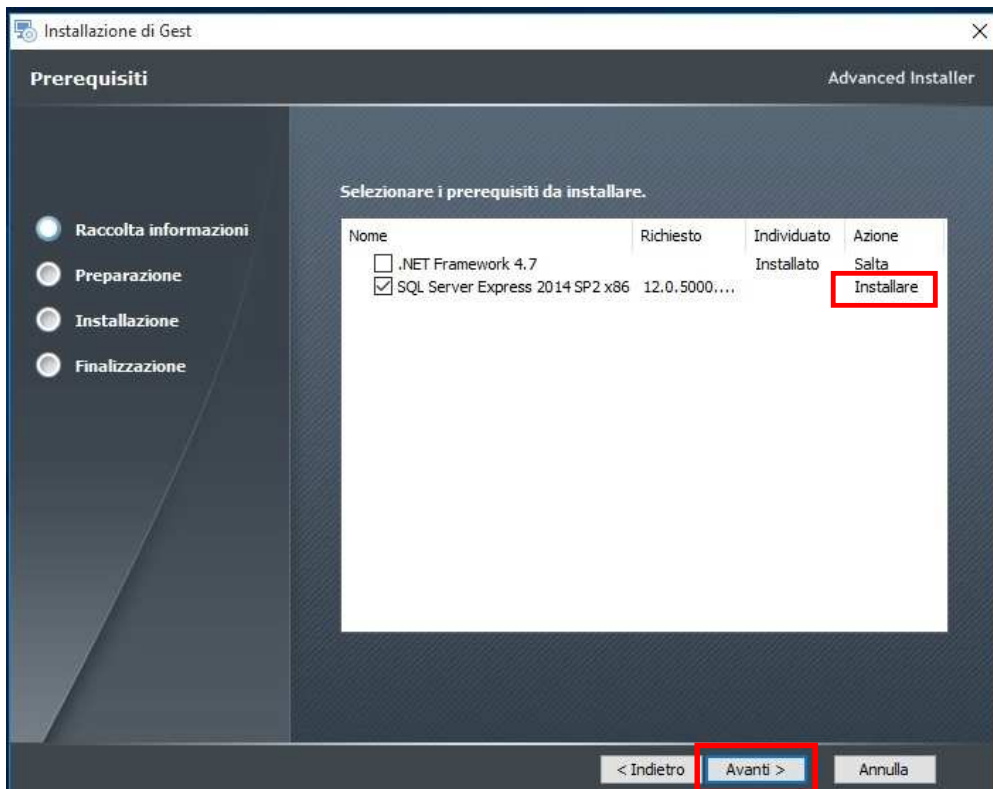 Installazione di Gest
Prerequisiti
Advanced Installer
Raccolta informazioni
Preparazione
Installazione
Finalizzazione
Selezionare i prerequisiti da installare.
Nome Richiesto Individuato Azione
.NET Framework 4.7 Installato Salta
SQL Server Express 2014 SP2 x86 12.0.5000.... Installare
< Indietro Avanti > Annulla